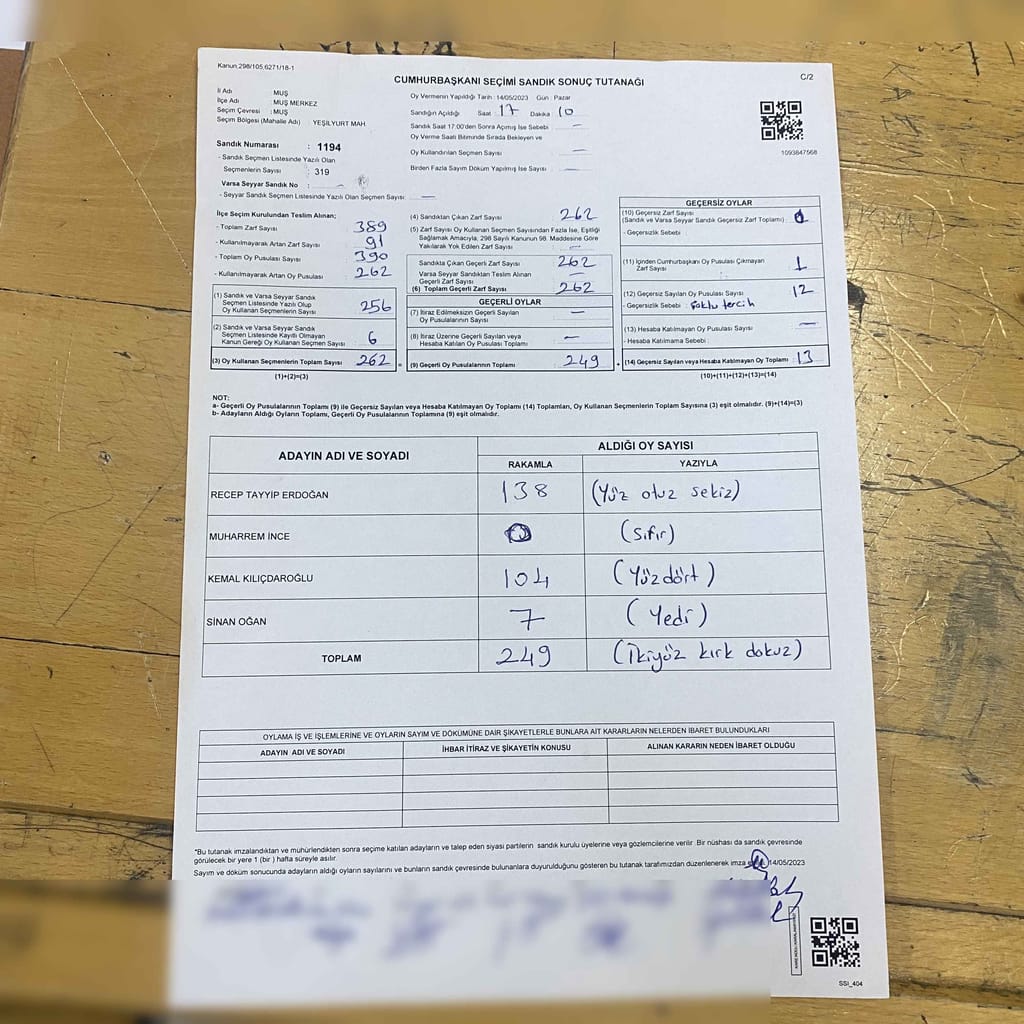 Kanun:298/105,6271/18-1
C/2
CUMHURBAŞKANI SEÇİMİ SANDIK SONUÇ TUTANAĞI
İl Adı : MUŞ
İlçe Adı : MUŞ MERKEZ
Seçim Çevresi : MUŞ
Seçim Bölgesi (Mahalle Adı) : YEŞİLYURT MAH.
Sandık Numarası : 1194
- Sandık Seçmen Listesinde Yazılı Olan
Seçmenlerin Sayısı : 319
Varsa Seyyar Sandık No : —
- Seyyar Sandık Seçmen Listesinde Yazılı Olan Seçmen Sayısı: —
Oy Vermenin Yapıldığı Tarih : 14/05/2023 Gün : Pazar
Sandığın Açıldığı Saat 17 Dakika 10
Sandık Saat 17:00'den Sonra Açımış İse Sebebi : —
Oy Verme Saati Bitiminde Sırada Bekleyen ve
Oy Kullandırılan Seçmen Sayısı : —
Birden Fazla Sayım Döküm Yapılmış İse Sayısı : —
1093847568
İlçe Seçim Kurulundan Teslim Alınan;
- Toplam Zarf Sayısı 389
- Kullanılmayarak Artan Zarf Sayısı 91
- Toplam Oy Pusulası Sayısı 390
- Kullanılmayarak Artan Oy Pusulası 262
(1) Sandık ve Varsa Seyyar Sandık
Seçmen Listesinde Yazılı Olup
Oy Kullanan Seçmenlerin Sayısı 256
(2) Sandık ve Varsa Seyyar Sandık
Seçmen Listesinde Kayıtlı Olmayan
Kanun Gereği Oy Kullanan Seçmen Sayısı 6
(3) Oy Kullanan Seçmenlerin Toplam Sayısı 262 =
(1)+(2)=(3)
(4) Sandıktan Çıkan Zarf Sayısı 262
(5) Zarf Sayısı Oy Kullanan Seçmen Sayısından Fazla İse, Eşitliği
Sağlamak Amacıyla, 298 Sayılı Kanunun 98. Maddesine Göre
Yakılarak Yok Edilen Zarf Sayısı —
Sandıkta Çıkan Geçerli Zarf Sayısı 262
Varsa Seyyar Sandıktan Teslim Alınan
Geçerli Zarf Sayısı —
(6) Toplam Geçerli Zarf Sayısı 262
GEÇERLİ OYLAR
(7) İtiraz Edilmeksizin Geçerli Sayılan
Oy Pusulalarının Sayısı —
(8) İtiraz Üzerine Geçerli Sayılan veya
Hesaba Katılan Oy Pusulası Toplamı —
(9) Geçerli Oy Pusulalarının Toplamı 249 +
GEÇERSİZ OYLAR
(10) Geçersiz Zarf Sayısı
(Sandık ve Varsa Seyyar Sandık Geçersiz Zarf Toplamı)
- Geçersizlik Sebebi
(11) İçinden Cumhurbaşkanı Oy Pusulası Çıkmayan
Zarf Sayısı 1
(12) Geçersiz Sayılan Oy Pusulası Sayısı 12
- Geçersizlik Sebebi : çoklu tercih
(13) Hesaba Katılmayan Oy Pusulası Sayısı —
- Hesaba Katılmama Sebebi :
(14) Geçersiz Sayılan veya Hesaba Katılmayan Oy Toplamı 13
(10)+(11)+(12)+(13)=(14)
NOT:
a- Geçerli Oy Pusulalarının Toplamı (9) ile Geçersiz Sayılan veya Hesaba Katılmayan Oy Toplamı (14) Toplamları, Oy Kullanan Seçmenlerin Toplam Sayısına (3) eşit olmalıdır. (9)+(14)=(3)
b- Adayların Aldığı Oyların Toplamı, Geçerli Oy Pusulalarının Toplamına (9) eşit olmalıdır.
ADAYIN ADI VE SOYADI ALDIĞI OY SAYISI
RAKAMLA YAZIYLA
RECEP TAYYİP ERDOĞAN 138 (Yüz otuz sekiz)
MUHARREM İNCE 0 (Sıfır)
KEMAL KILIÇDAROĞLU 104 (Yüzdört)
SİNAN OĞAN 7 (Yedi)
TOPLAM 249 (İkiyüz kırk dokuz)
OYLAMA İŞ VE İŞLEMLERİNE VE OYLARIN SAYIM VE DÖKÜMÜNE DAİR ŞİKAYETLERLE BUNLARA AİT KARARLARIN NELERDEN İBARET BULUNDUKLARI
ADAYIN ADI VE SOYADI İHBAR İTİRAZ VE ŞİKAYETİN KONUSU ALINAN KARARIN NEDEN İBARET OLDUĞU
*Bu tutanak imzalandıktan ve mühürlendikten sonra seçime katılan adayların ve talep eden siyasi partilerin sandık kurulu üyelerine veya gözlemcilerine verilir. Bir nüshası da sandık çevresinde
görülecek bir yere 1 (bir ) hafta süreyle asılır.
Sayım ve döküm sonucunda adayların aldığı oyların sayılarını ve bunların sandık çevresinde bulunanlara duyurulduğunu gösteren bu tutanak tarafımızdan düzenlenerek imza 14/05/2023
SSI_404